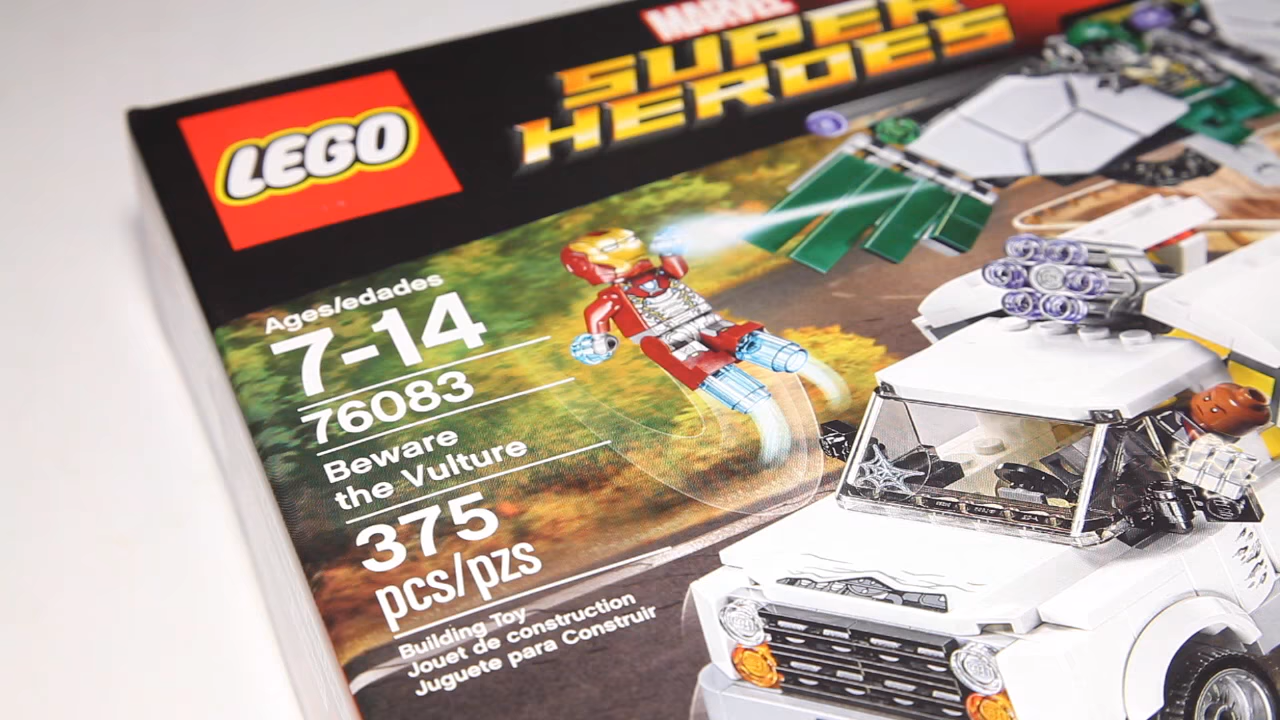 LEGO
MARVEL
SUPER
HEROES
Ages/edades
7-14
76083
Beware
the Vulture
375
pcs/pzs
Building Toy
Jouet de construction
Juguete para Construir